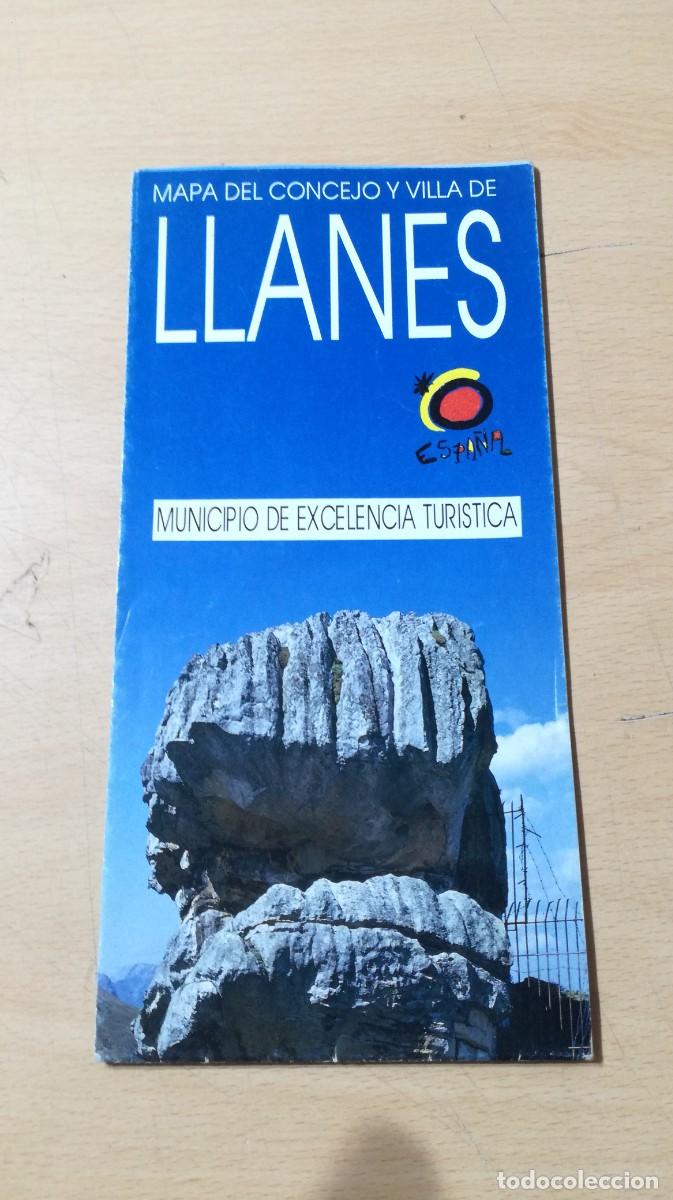 MAPA DEL CONCEJO Y VILLA DE
LLANES
ESPAÑA
MUNICIPIO DE EXCELENCIA TURISTICA
todocoleccion